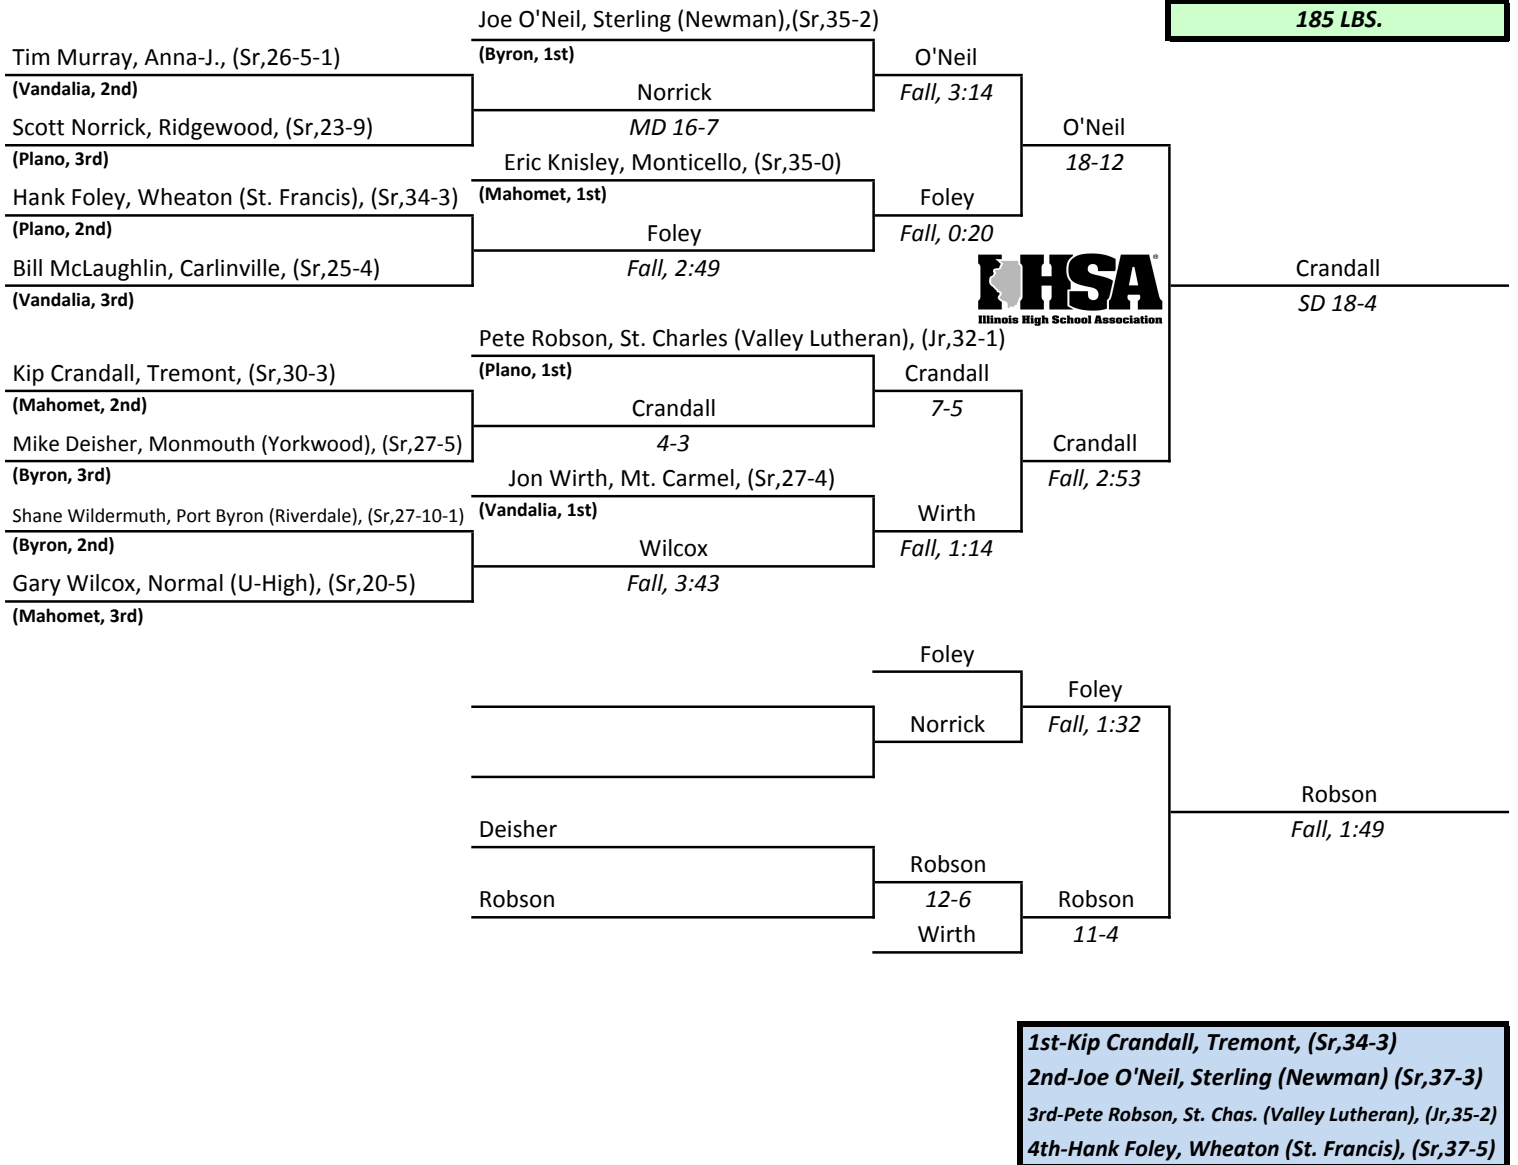 Joe O'Neil, Sterling (Newman),(Sr,35-2)
185 LBS.
Tim Murray, Anna-J., (Sr,26-5-1)
(Byron, 1st)
O'Neil
(Vandalia, 2nd)
Norrick
Fall, 3:14
Scott Norrick, Ridgewood, (Sr,23-9)
MD 16-7
O'Neil
(Plano, 3rd)
Eric Knisley, Monticello, (Sr,35-0)
18-12
Hank Foley, Wheaton (St. Francis), (Sr,34-3)
(Mahomet, 1st)
Foley
(Plano, 2nd)
Foley
Fall, 0:20
Bill McLaughlin, Carlinville, (Sr,25-4)
Fall, 2:49
IHSA
Crandall
(Vandalia, 3rd)
SD 18-4
Illinois High School Association
Pete Robson, St. Charles (Valley Lutheran), (Jr,32-1)
Kip Crandall, Tremont, (Sr,30-3)
(Plano, 1st)
Crandall
(Mahomet, 2nd)
Crandall
7-5
Mike Deisher, Monmouth (Yorkwood), (Sr,27-5)
4-3
Crandall
(Byron, 3rd)
Jon Wirth, Mt. Carmel, (Sr,27-4)
Fall, 2:53
Shane Wildermuth, Port Byron (Riverdale), (Sr,27-10-1)
(Vandalia, 1st)
Wirth
(Byron, 2nd)
Wilcox
Fall, 1:14
Gary Wilcox, Normal (U-High), (Sr,20-5)
Fall, 3:43
(Mahomet, 3rd)
Foley
Foley
Norrick
Fall, 1:32
Robson
Deisher
Fall, 1:49
Robson
Robson
12-6
Robson
Wirth
11-4
1st-Kip Crandall, Tremont, (Sr,34-3)
2nd-Joe O'Neil, Sterling (Newman) (Sr,37-3)
3rd-Pete Robson, St. Chas. (Valley Lutheran), (Jr,35-2)
4th-Hank Foley, Wheaton (St. Francis), (Sr,37-5)